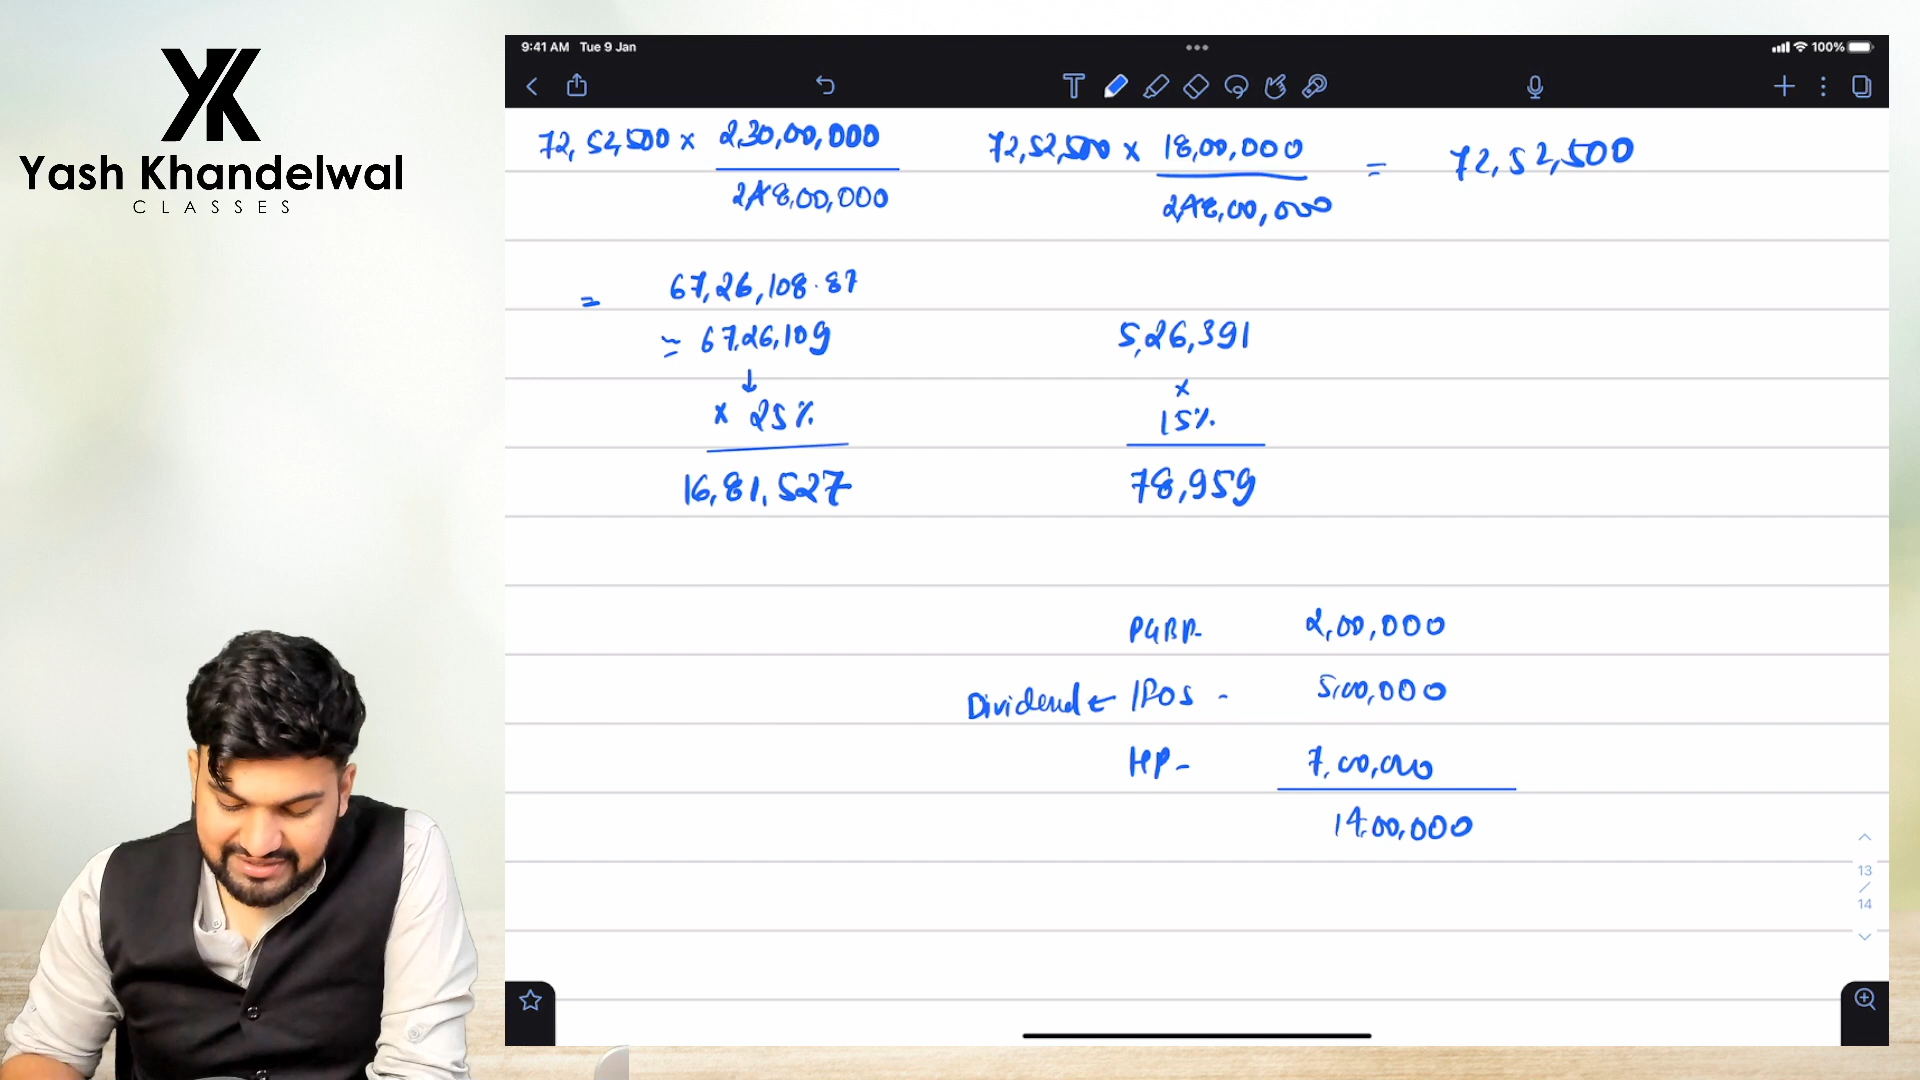 YK
Yash Khandelwal
CLASSES
9:41 AM Tue 9 Jan
100%
72,52,500 x 2,30,00,000 / 2,48,00,000
72,52,500 x 18,00,000 / 2,48,00,000 = 72,52,500
= 67,26,108.87
≃ 67,26,109
5,26,391
↓
x
x 25%
15%
16,81,527
78,959
PGBP- 2,00,000
Dividend ← IFOS - 5,00,000
HP- 7,00,000
14,00,000
13
/
14